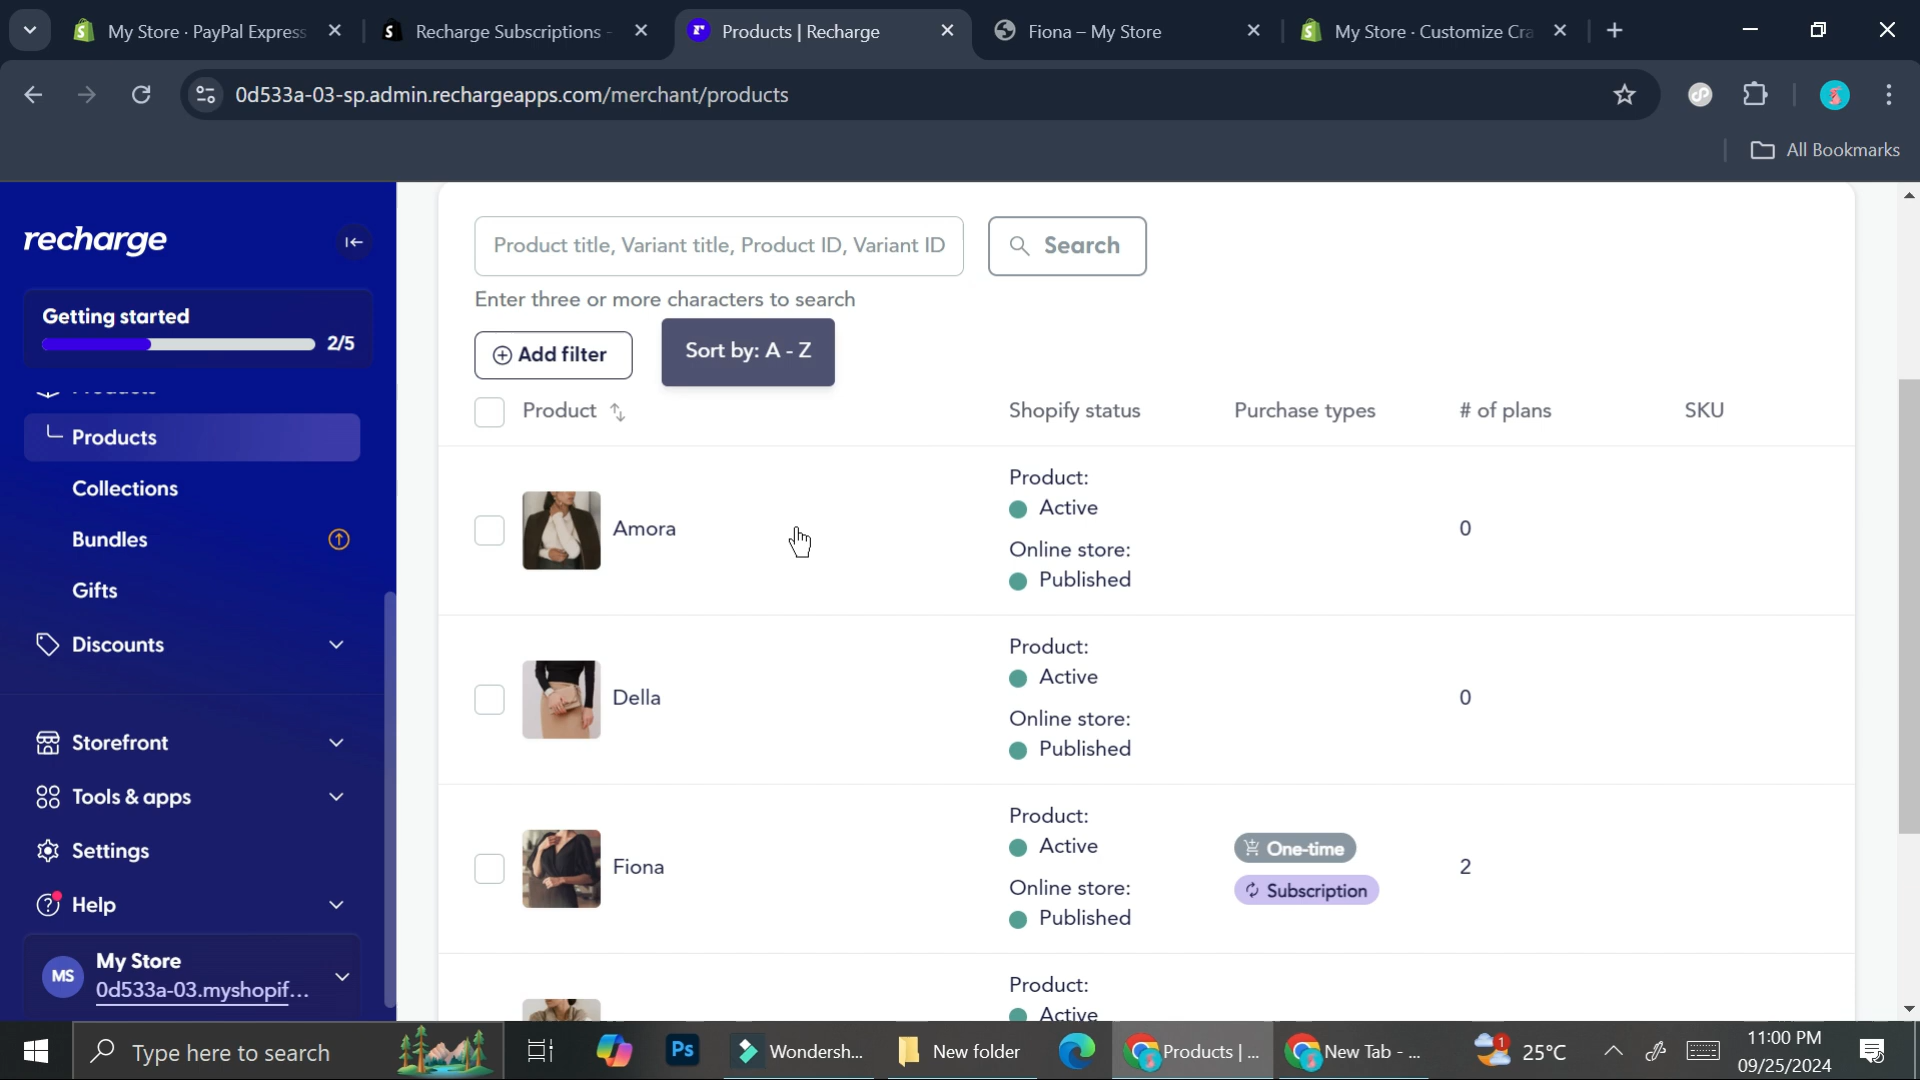 My Store · PayPal Express
Recharge Subscriptions -
Products | Recharge
Fiona – My Store
My Store · Customize Cra
0d533a-03-sp.admin.rechargeapps.com/merchant/products
All Bookmarks
recharge
Getting started
2/5
Products
Collections
Bundles
Gifts
Discounts
Storefront
Tools & apps
Settings
Help
MS
My Store
0d533a-03.myshopif...
Product title, Variant title, Product ID, Variant ID
Search
Enter three or more characters to search
Add filter
Sort by: A - Z
Product
Shopify status
Purchase types
# of plans
SKU
Amora
Product:
Active
Online store:
Published
0
Della
Product:
Active
Online store:
Published
0
Fiona
Product:
Active
Online store:
Published
One-time
Subscription
2
Product:
Active
Type here to search
Ps
Wondersh...
New folder
Products | ...
New Tab - ...
1
25°C
11:00 PM
09/25/2024